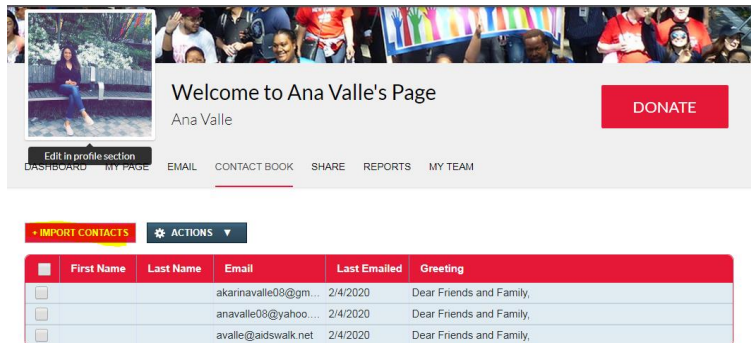 Welcome to Ana Valle's Page
Ana Valle
DONATE
Edit in profile section
DASHBOARD MY PAGE EMAIL CONTACT BOOK SHARE REPORTS MY TEAM
+ IMPORT CONTACTS ACTIONS ▼
First Name Last Name Email Last Emailed Greeting
akarinavalle08@gm... 2/4/2020 Dear Friends and Family,
anavalle08@yahoo.... 2/4/2020 Dear Friends and Family,
avalle@aidswalk.net 2/4/2020 Dear Friends and Family,